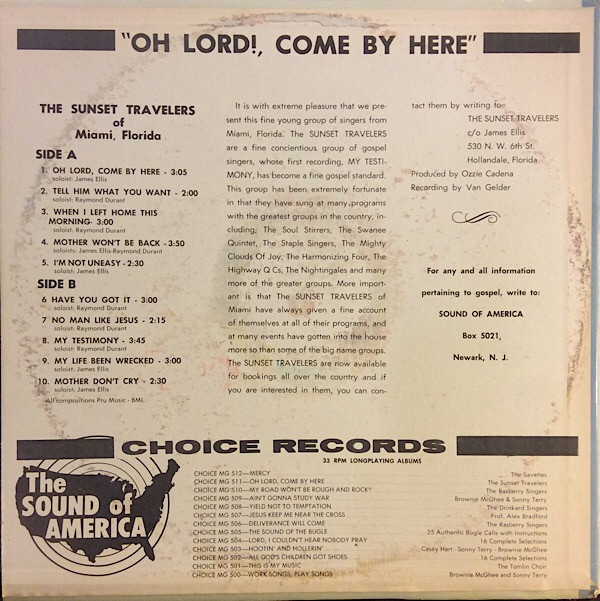 "OH LORD!, COME BY HERE"
THE SUNSET TRAVELERS
of
Miami, Florida
SIDE A
1. OH LORD, COME BY HERE - 3:05
soloist: James Ellis
2. TELL HIM WHAT YOU WANT - 2:00
soloist: Raymond Durant
3. WHEN I LEFT HOME THIS
MORNING- 3:00
soloist: Raymond Durant
4. MOTHER WON'T BE BACK - 3:50
soloists: James Ellis-Raymond Durant
5. I'M NOT UNEASY - 2:30
soloist: James Ellis
SIDE B
6 HAVE YOU GOT IT - 3:00
soloist: Raymond Durant
7 NO MAN LIKE JESUS - 2:15
soloist: Raymond Durant
8. MY TESTIMONY - 3:45
soloist: Raymond Durant
9. MY LIFE BEEN WRECKED - 3:00
soloist: James Ellis
10. MOTHER DON'T CRY - 2:30
soloist: James Ellis
All compositions Pru Music - BMI
It is with extreme pleasure that we pre-
sent this fine young group of singers from
Miami, Florida. The SUNSET TRAVELERS
are a fine concientious group of gospel
singers, whose first recording, MY TESTI-
MONY, has become a fine gospel standard.
This group has been extremely fortunate
in that they have sung at many programs
with the greatest groups in the country, in-
cluding; The Soul Stirrers, The Swanee
Quintet, The Staple Singers, The Mighty
Clouds Of Joy, The Harmonizing Four, The
Highway Q Cs, The Nightingales and many
more of the greater groups. More import-
ant is that The SUNSET TRAVELERS of
Miami have always given a fine account
of themselves at all of their programs, and
at many events have gotten into the house
more so than some of the big name groups.
The SUNSET TRAVELERS are now available
for bookings all over the country and if
you are interested in them, you can con-
tact them by writing for
THE SUNSET TRAVELERS
c/o James Ellis
530 N. W. 6th St.
Hollandale, Florida
Produced by Ozzie Cadena
Recording by Van Gelder
For any and all information
pertaining to gospel, write to:
SOUND OF AMERICA
Box 5021,
Newark, N. J.
CHOICE RECORDS
33 RPM LONGPLAYING ALBUMS
The
SOUND of
AMERICA
CHOICE MG 512—MERCY The Savettes
CHOICE MG 511—OH LORD, COME BY HERE The Sunset Travelers
CHOICE MG 510—MY ROAD WON'T BE ROUGH AND ROCKY The Rasberry Singers
CHOICE MG 509—AIN'T GONNA STUDY WAR Brownie McGhee & Sonny Terry
CHOICE MG 508—YIELD NOT TO TEMPTATION The Drinkard Singers
CHOICE MG 507—JESUS KEEP ME NEAR THE CROSS Prof. Alex Bradford
CHOICE MG 506—DELIVERANCE WILL COME The Rasberry Singers
CHOICE MG 505—THE SOUND OF THE BUGLE 25 Authentic Bugle Calls with Instructions
CHOICE MG 504—LORD, I COULDN'T HEAR NOBODY PRAY 16 Complete Selections
CHOICE MG 503—HOOTIN' AND HOLLERIN' Casey Hart - Sonny Terry - Brownie McGhee
CHOICE MG 502—ALL GOD'S CHILDREN GOT SHOES 16 Complete Selections
CHOICE MG 501—THIS IS MY MUSIC The Tomlin Choir
CHOICE MG 500—WORK SONGS, PLAY SONGS Brownie McGhee and Sonny Terry